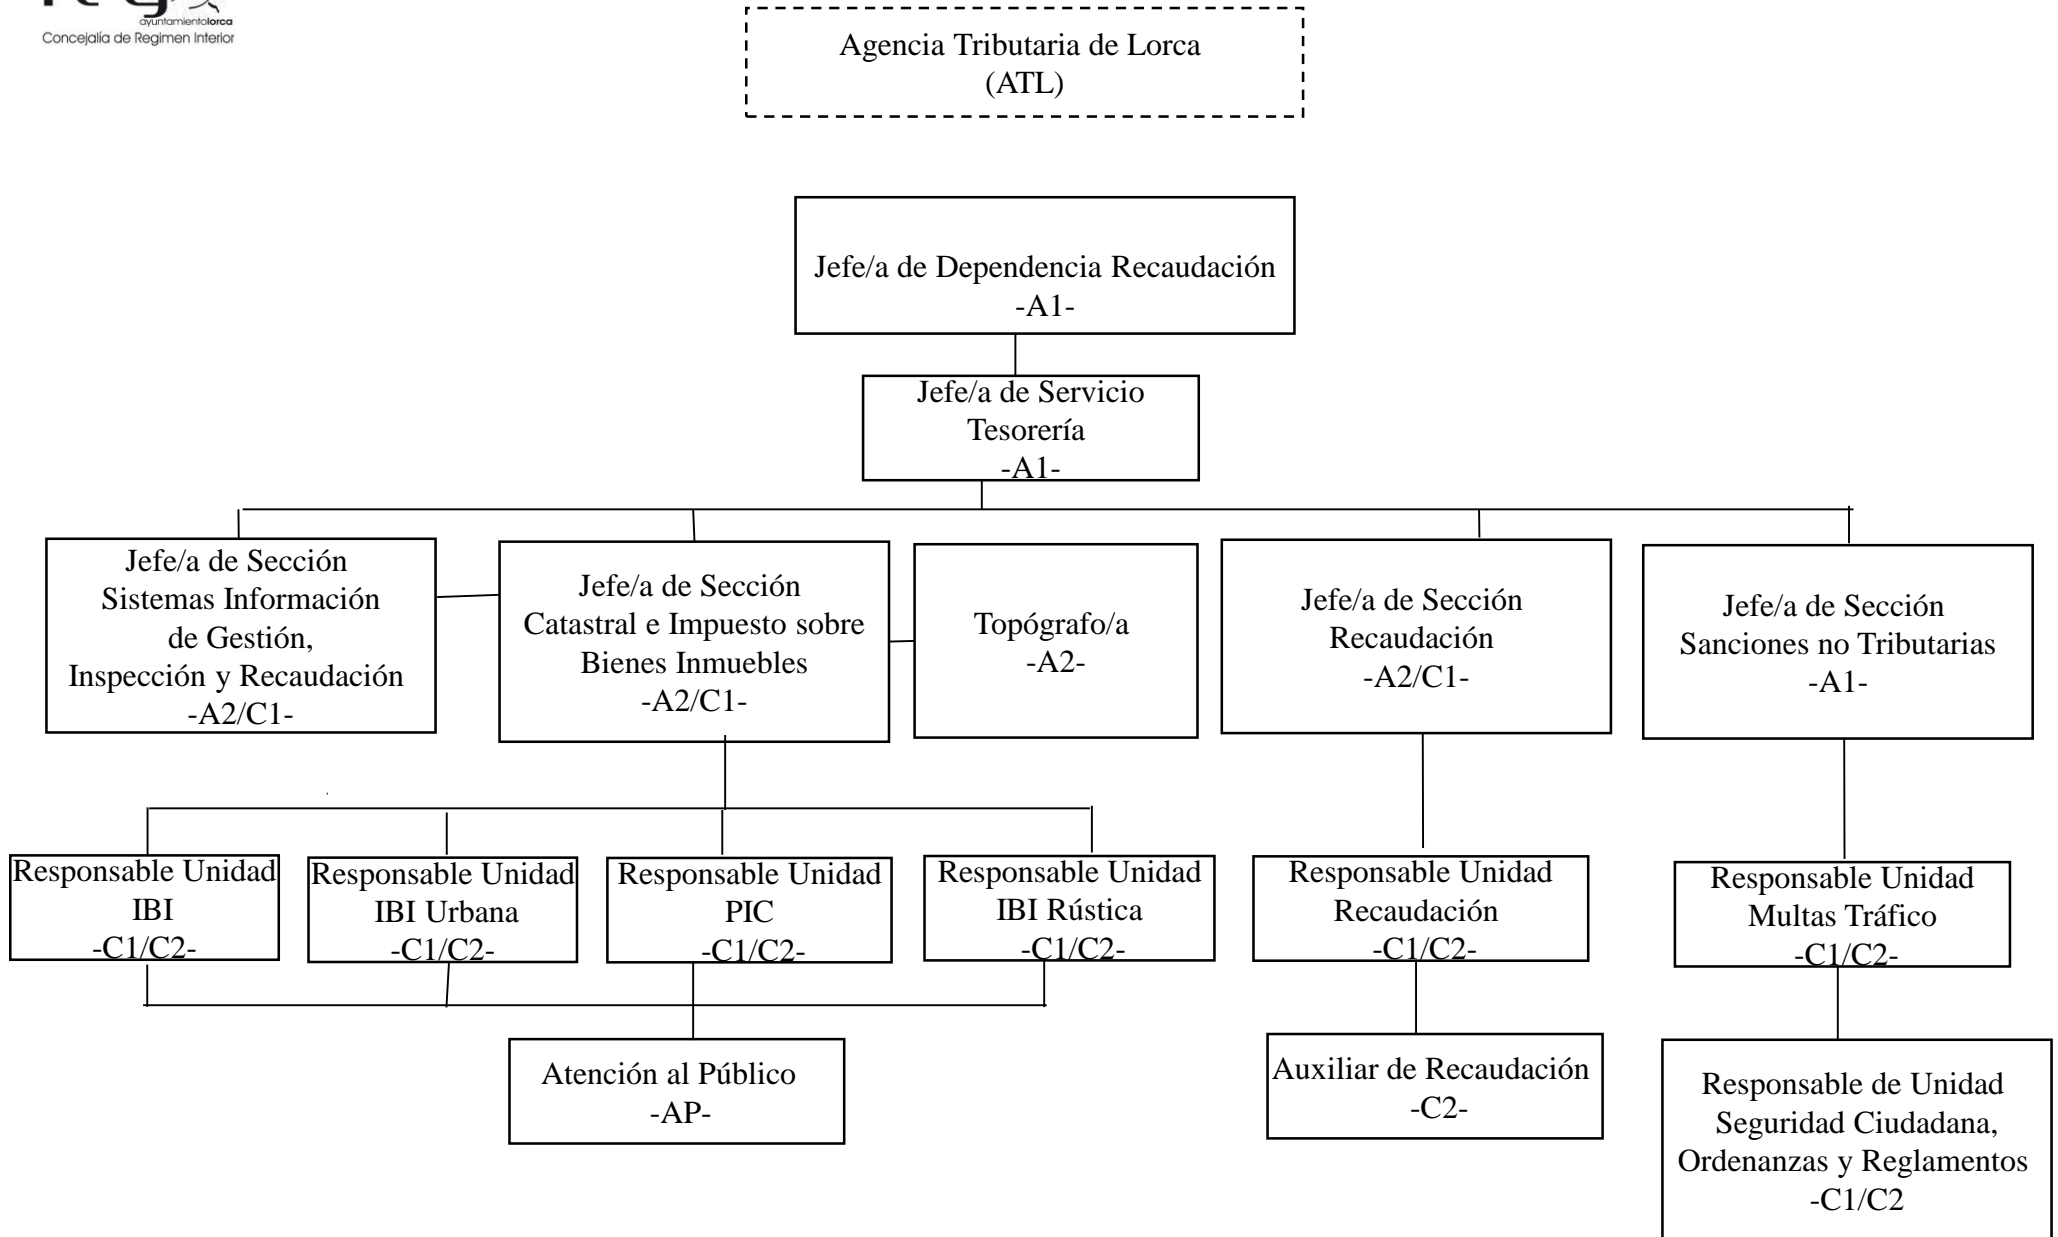 ayuntamientolorca
Concejalía de Regimen Interior
Agencia Tributaria de Lorca
(ATL)
Jefe/a de Dependencia Recaudación
-A1-
Jefe/a de Servicio
Tesorería
-A1-
Jefe/a de Sección
Sistemas Información
de Gestión,
Inspección y Recaudación
-A2/C1-
Jefe/a de Sección
Catastral e Impuesto sobre
Bienes Inmuebles
-A2/C1-
Topógrafo/a
-A2-
Jefe/a de Sección
Recaudación
-A2/C1-
Jefe/a de Sección
Sanciones no Tributarias
-A1-
Responsable Unidad
IBI
-C1/C2-
Responsable Unidad
IBI Urbana
-C1/C2-
Responsable Unidad
PIC
-C1/C2-
Responsable Unidad
IBI Rústica
-C1/C2-
Responsable Unidad
Recaudación
-C1/C2-
Responsable Unidad
Multas Tráfico
-C1/C2-
Atención al Público
-AP-
Auxiliar de Recaudación
-C2-
Responsable de Unidad
Seguridad Ciudadana,
Ordenanzas y Reglamentos
-C1/C2